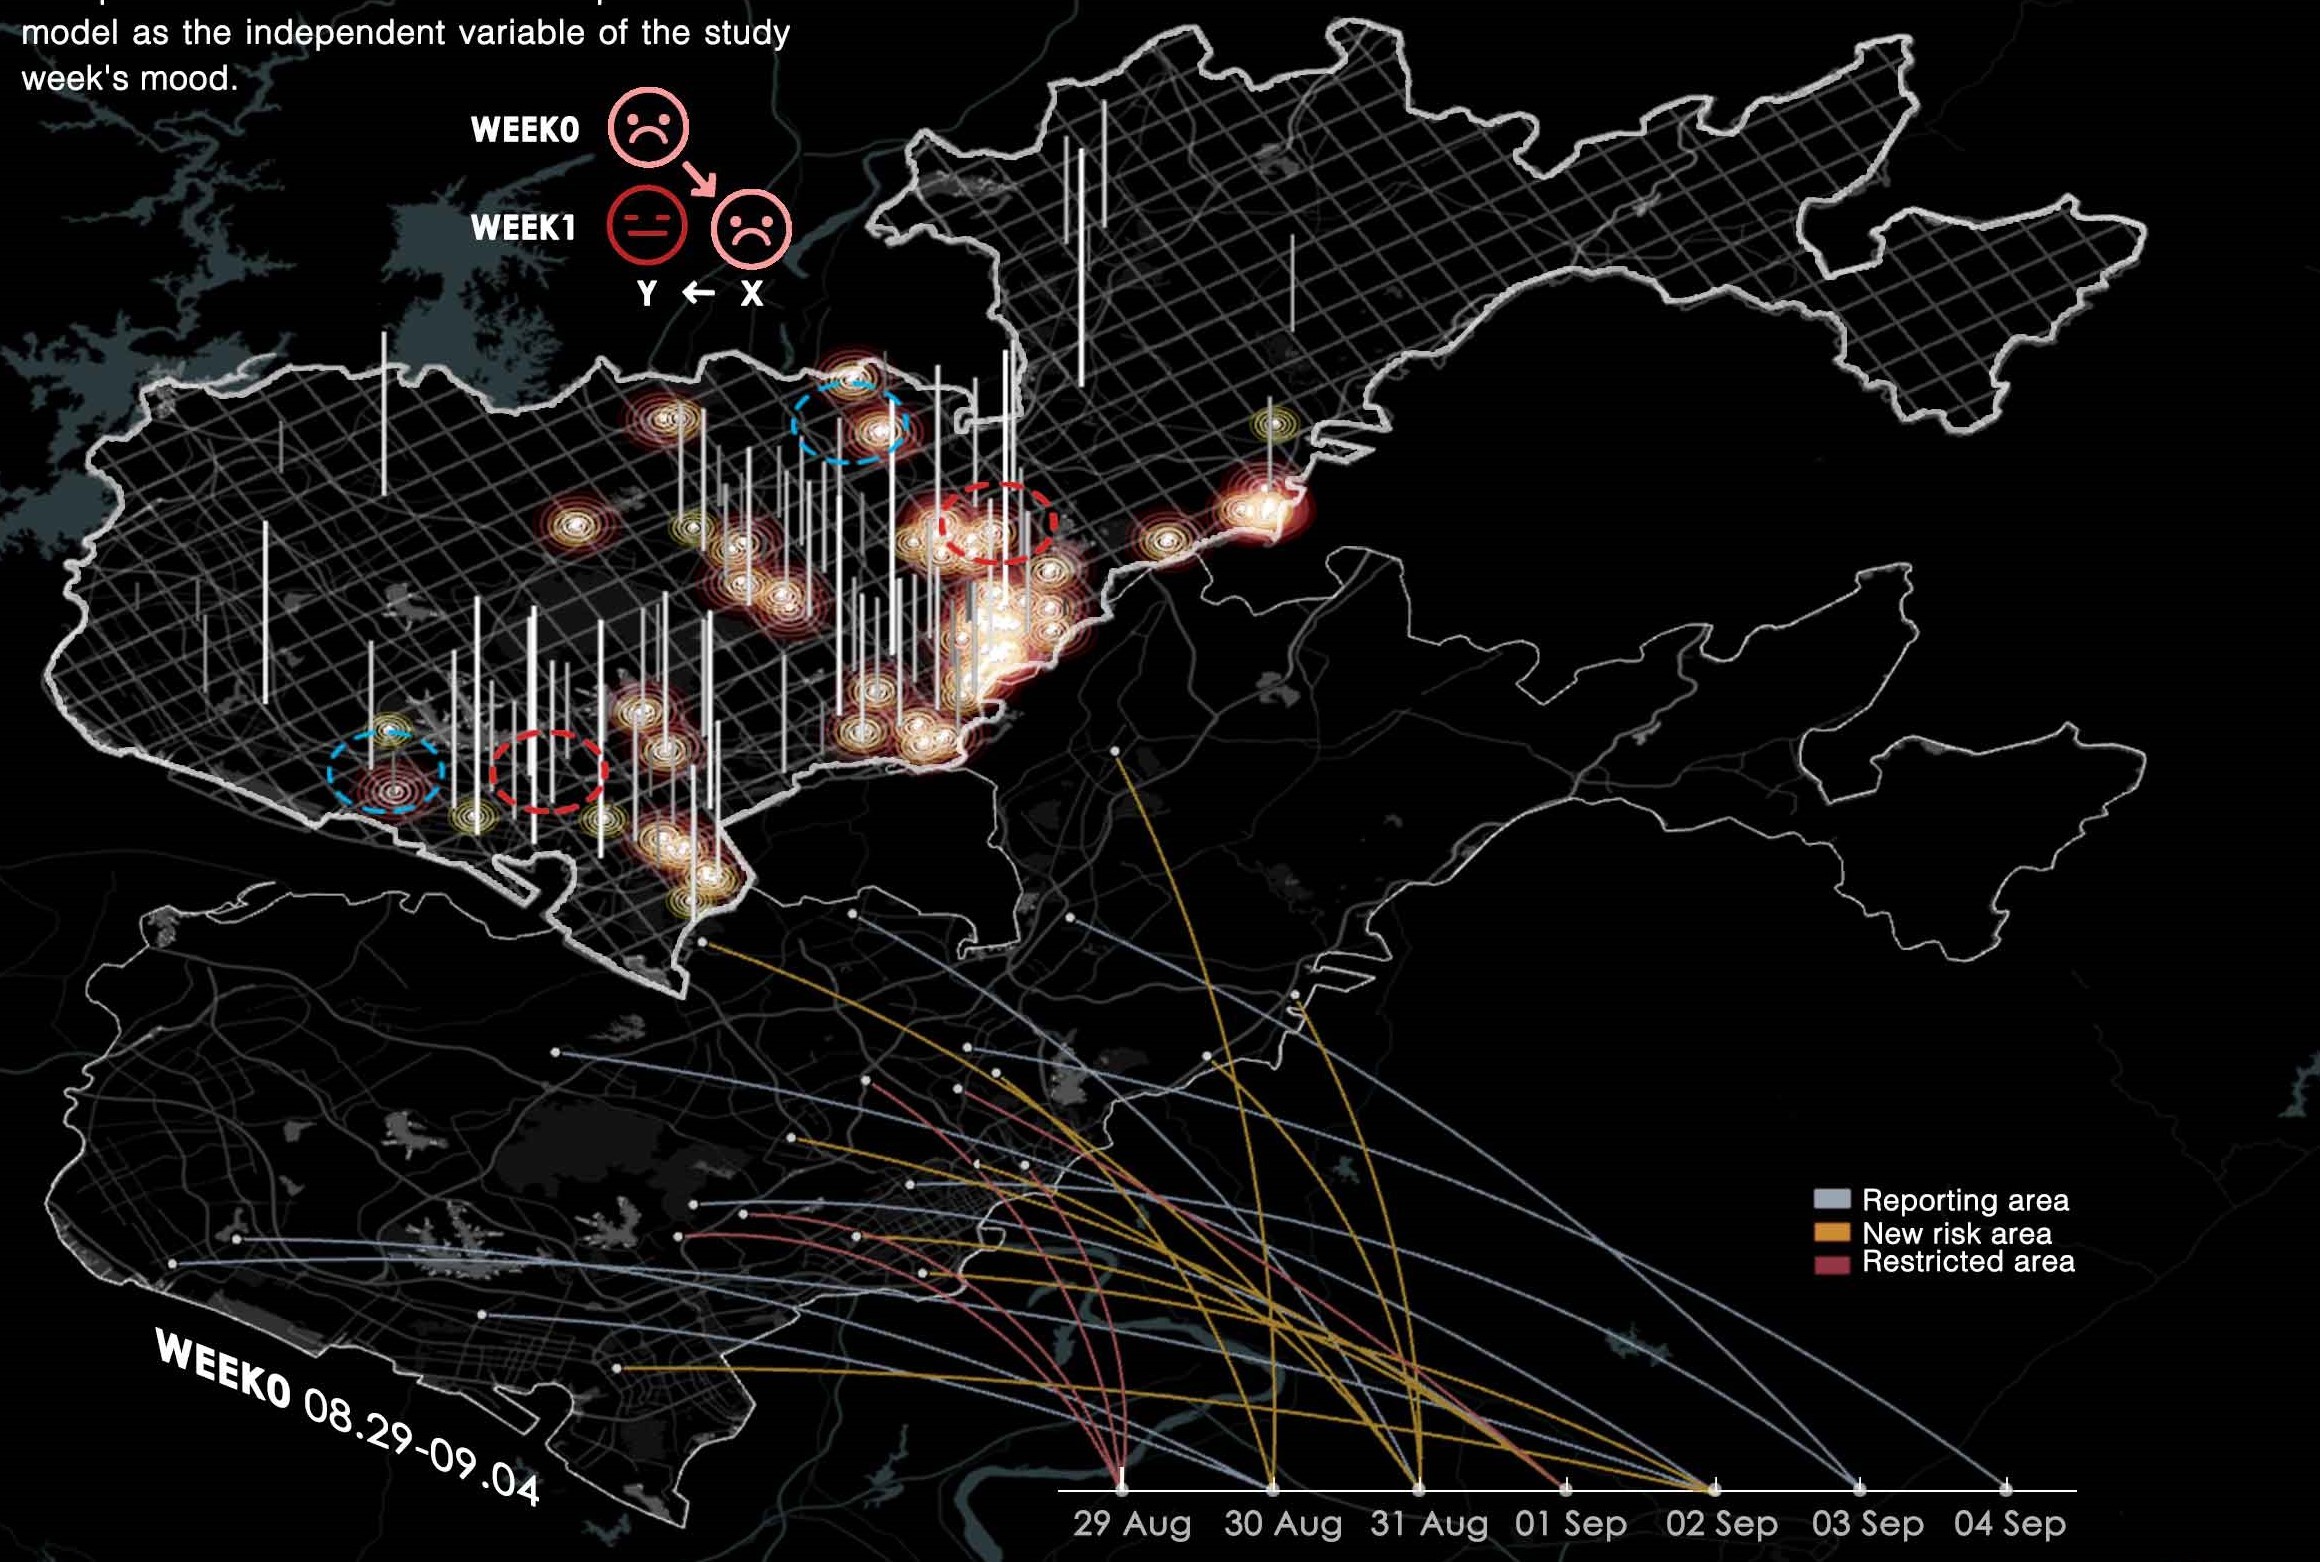 model as the independent variable of the study
week's mood.
WEEK0
WEEK1
Y ← X
Reporting area
New risk area
Restricted area
WEEK0 08.29-09.04
29 Aug 30 Aug 31 Aug 01 Sep 02 Sep 03 Sep 04 Sep